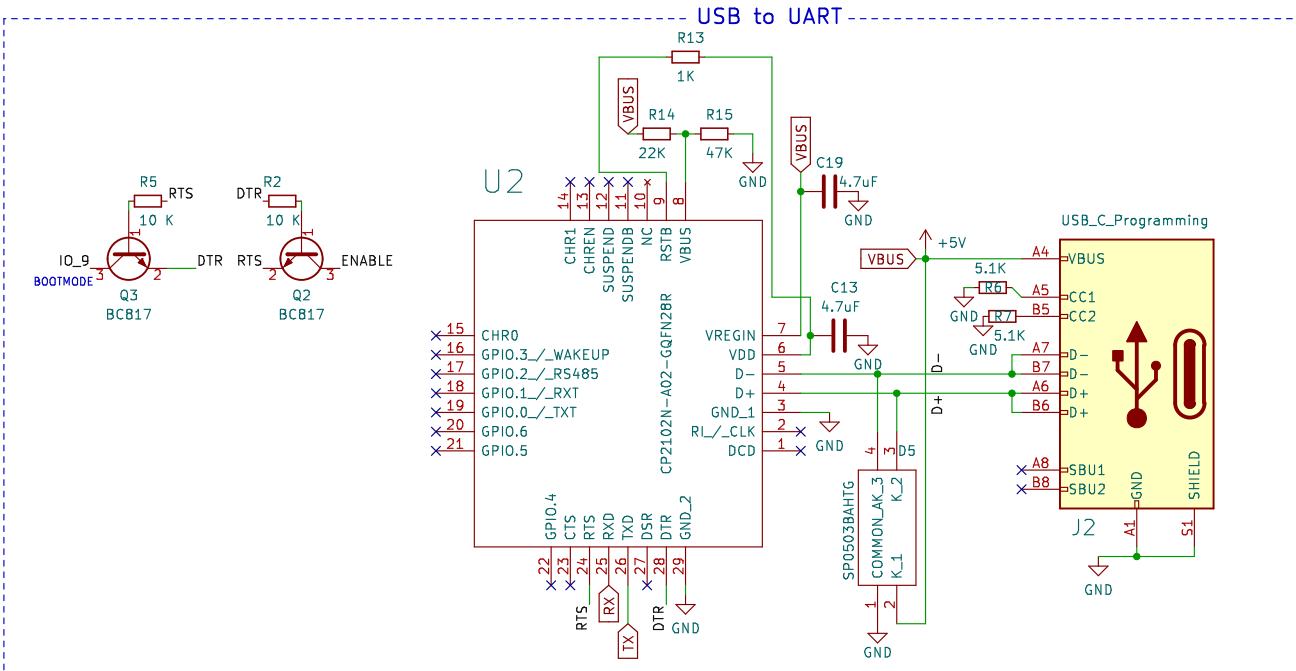 USB to UART
R13
1K
VBUS
R14
22K
R15
47K
GND
VBUS
C19
4.7uF
GND
R5
RTS
10 K
1
IO_9
BOOTMODE
3
2
DTR
Q3
BC817
R2
DTR
10 K
1
RTS
2
3
ENABLE
Q2
BC817
U2
14
13
12
11
10
9
8
CHR1
CHREN
SUSPEND
SUSPENDB
NC
RSTB
VBUS
CP2102N-A02-GQFN28R
15 CHR0
16 GPIO.3_/_WAKEUP
17 GPIO.2_/_RS485
18 GPIO.1_/_RXT
19 GPIO.0_/_TXT
20 GPIO.6
21 GPIO.5
VREGIN 7
VDD 6
D- 5
D+ 4
GND_1 3
RI_/_CLK 2
DCD 1
GPIO.4
CTS
RTS
RXD
TXD
DSR
DTR
GND_2
22
23
24
25
26
27
28
29
RTS
RX
TX
DTR
GND
C13
4.7uF
GND
GND
D-
D+
VBUS
+5V
4
3
D5
SP0503BAHTG
COMMON_AK_3
K_2
K_1
1
2
GND
USB_C_Programming
A4 VBUS
5.1K
R6
GND
A5 CC1
R7
B5 CC2
5.1K
GND
A7 D-
B7 D-
A6 D+
B6 D+
A8 SBU1
B8 SBU2
GND
SHIELD
J2
A1
S1
GND